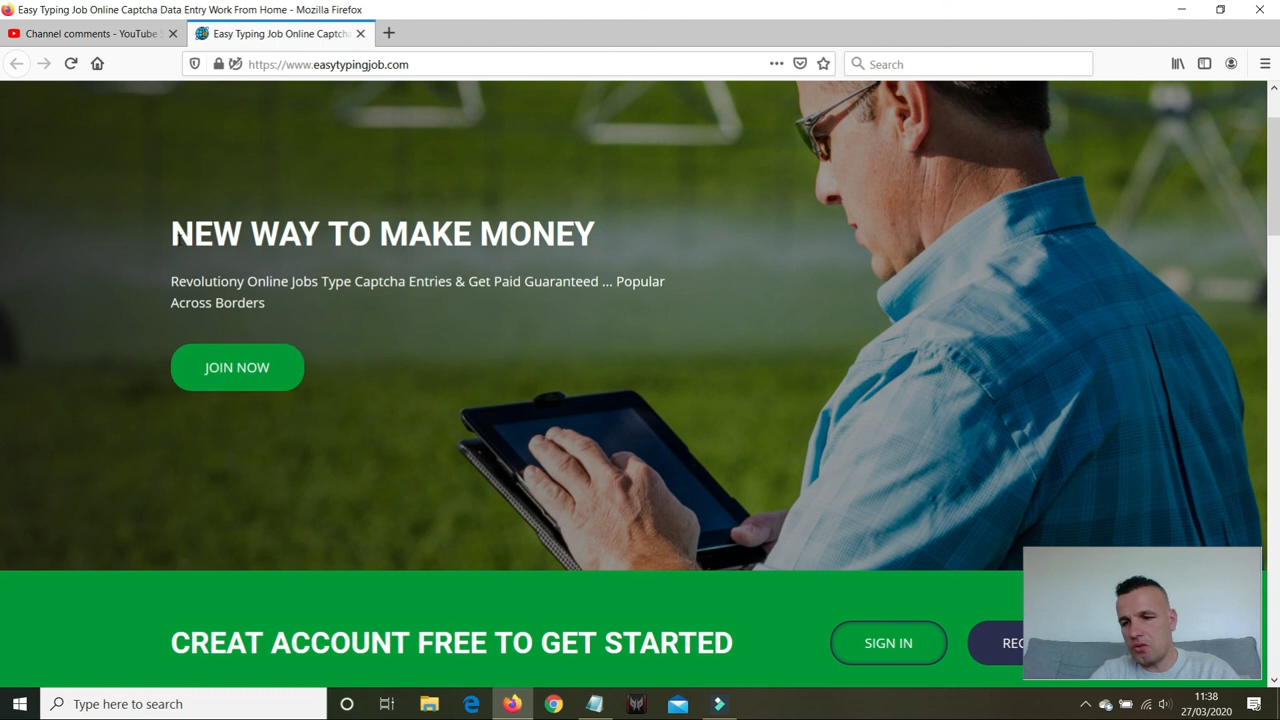 Easy Typing Job Online Captcha Data Entry Work From Home - Mozilla Firefox
Channel comments - YouTube
Easy Typing Job Online Captcha
https://www.easytypingjob.com
Search
NEW WAY TO MAKE MONEY
Revolutiony Online Jobs Type Captcha Entries & Get Paid Guaranteed ... Popular
Across Borders
JOIN NOW
CREAT ACCOUNT FREE TO GET STARTED
SIGN IN
Type here to search
11:38
27/03/2020